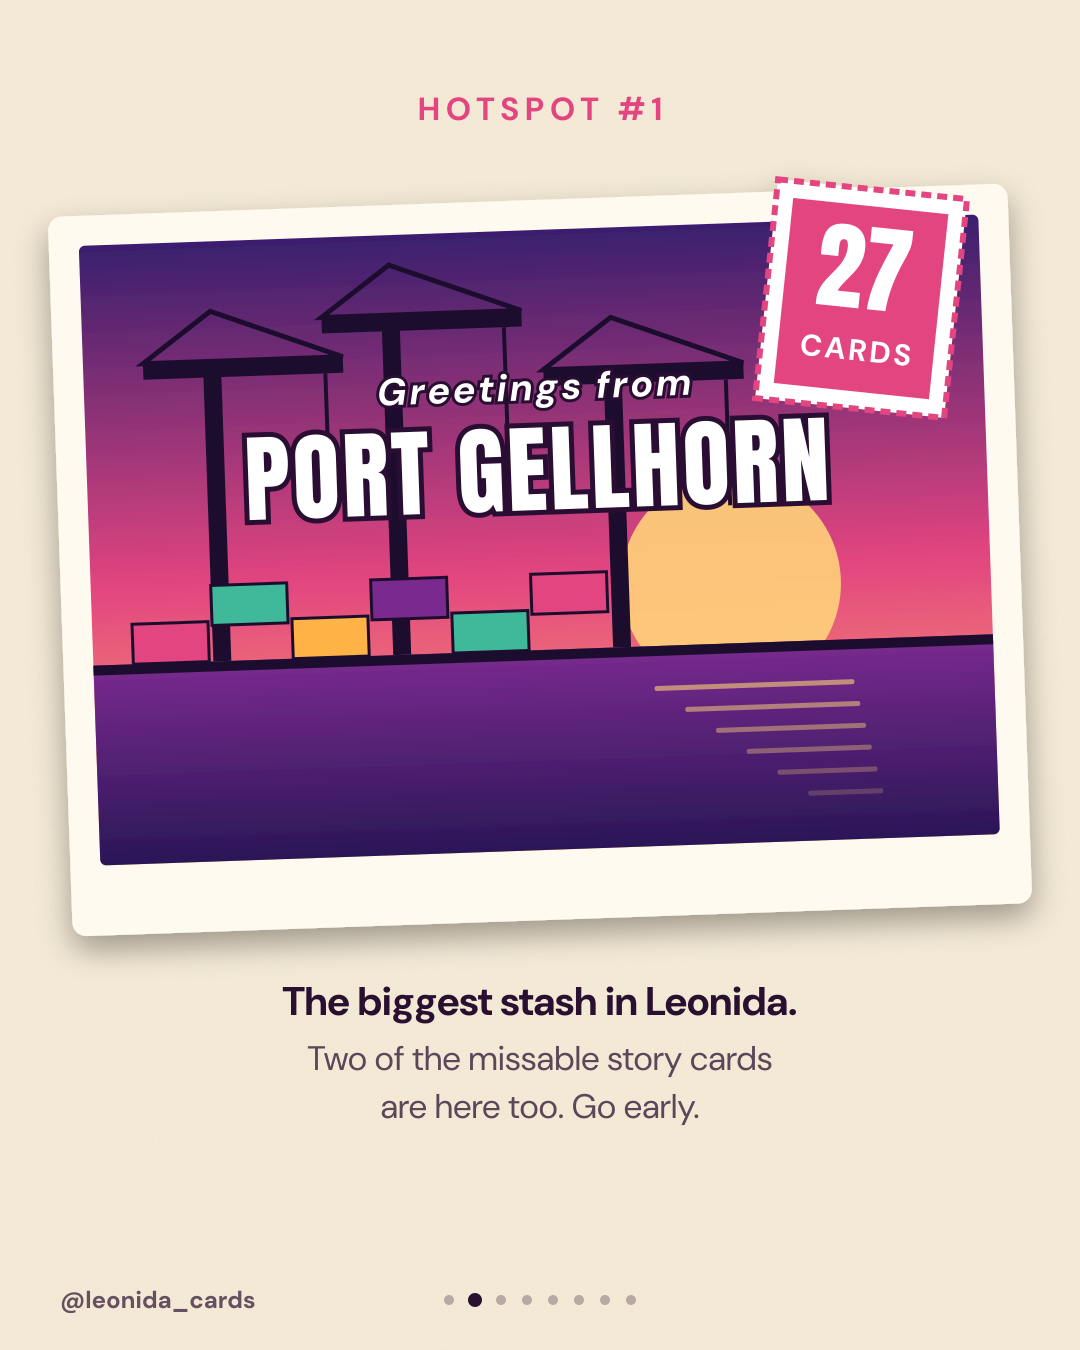 HOTSPOT #1
27
CARDS
Greetings from
PORT GELLHORN
The biggest stash in Leonida.
Two of the missable story cards
are here too. Go early.
@leonida_cards